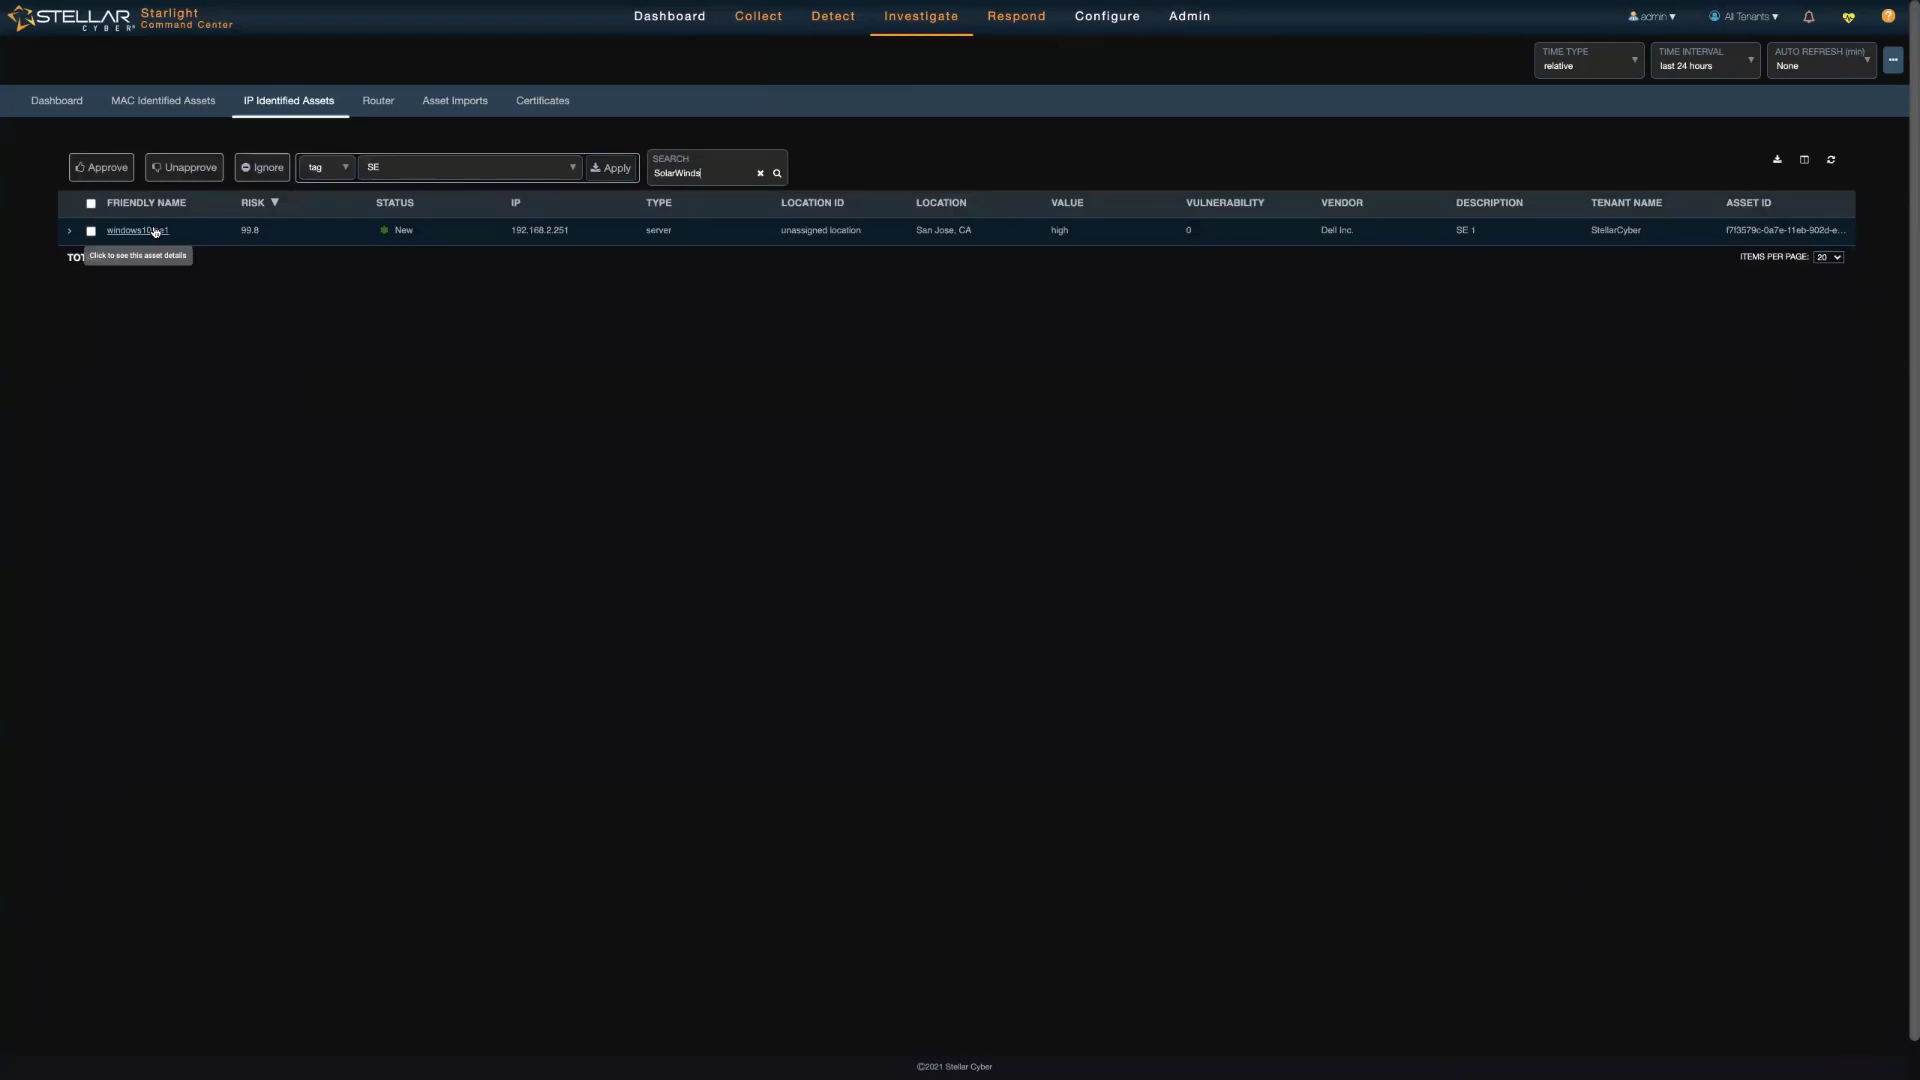 STELLAR CYBER Starlight Command Center
Dashboard Collect Detect Investigate Respond Configure Admin
admin All Tenants
TIME TYPE relative
TIME INTERVAL last 24 hours
AUTO REFRESH (min) None
Dashboard MAC Identified Assets IP Identified Assets Router Asset Imports Certificates
Approve Unapprove Ignore tag SE Apply
SEARCH
SolarWinds
FRIENDLY NAME RISK STATUS IP TYPE LOCATION ID LOCATION VALUE VULNERABILITY VENDOR DESCRIPTION TENANT NAME ASSET ID
99.8 New 192.168.2.251 server unassigned location San Jose, CA high 0 Dell Inc. SE 1 StellarCyber f7f3579c-0a7e-11eb-902d-e...
Click to see this asset details
ITEMS PER PAGE: 20
©2021 Stellar Cyber